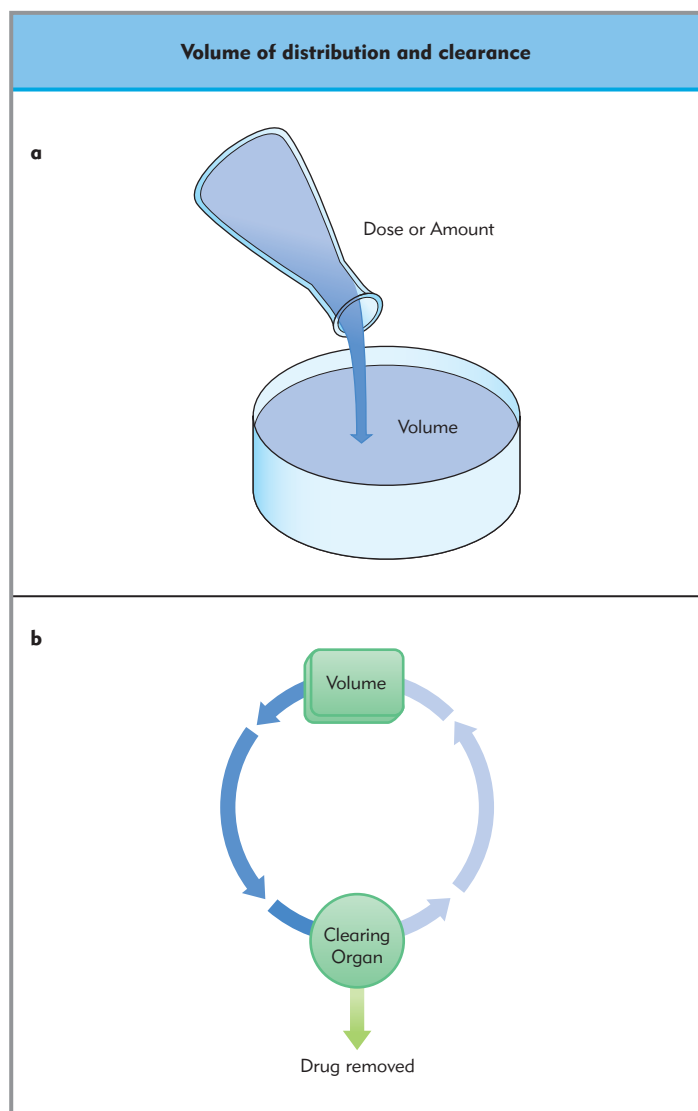 Volume of distribution and clearance
a
Dose or Amount
Volume
b
Volume
Clearing
Organ
Drug removed